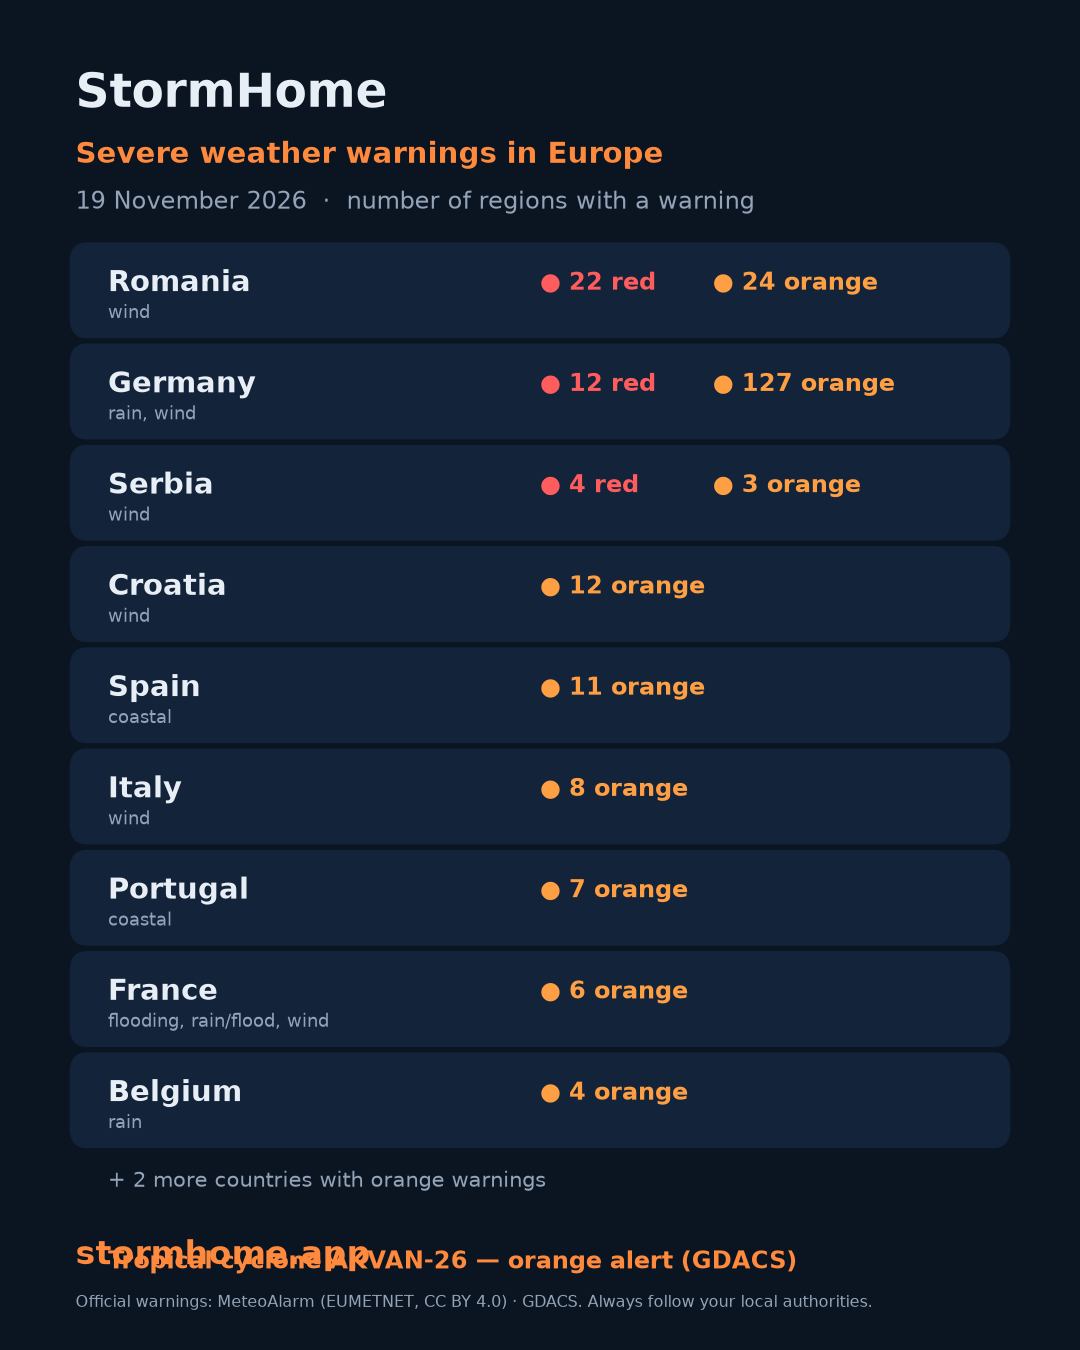 StormHome
Severe weather warnings in Europe
19 November 2026 · number of regions with a warning
Romania
22 red
24 orange
wind
Germany
12 red
127 orange
rain, wind
Serbia
4 red
3 orange
wind
Croatia
12 orange
wind
Spain
11 orange
coastal
Italy
8 orange
wind
Portugal
7 orange
coastal
France
6 orange
flooding, rain/flood, wind
Belgium
4 orange
rain
+ 2 more countries with orange warnings
stormhome.app
Tropical cyclone — orange alert (GDACS)
Official warnings: MeteoAlarm (EUMETNET, CC BY 4.0) · GDACS. Always follow your local authorities.